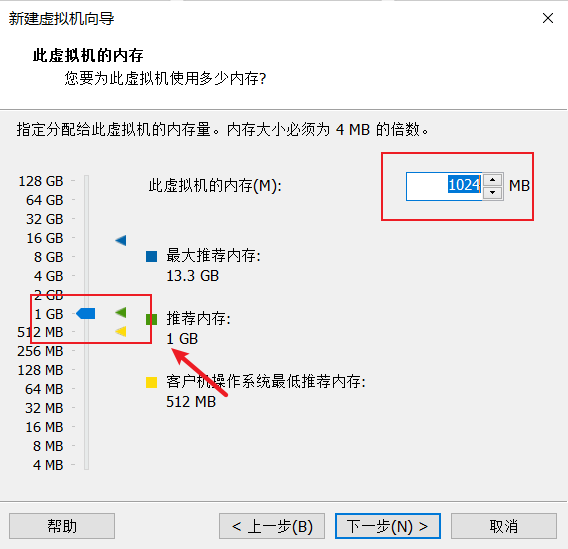 新建虚拟机向导
此虚拟机的内存
您要为此虚拟机使用多少内存?
指定分配给此虚拟机的内存量。内存大小必须为 4 MB 的倍数。
128 GB
64 GB
32 GB
16 GB
8 GB
4 GB
2 GB
1 GB
512 MB
256 MB
128 MB
64 MB
32 MB
16 MB
8 MB
4 MB
此虚拟机的内存(M): 1024 MB
最大推荐内存:
13.3 GB
推荐内存:
1 GB
客户机操作系统最低推荐内存:
512 MB
帮助 < 上一步(B) 下一步(N) > 取消